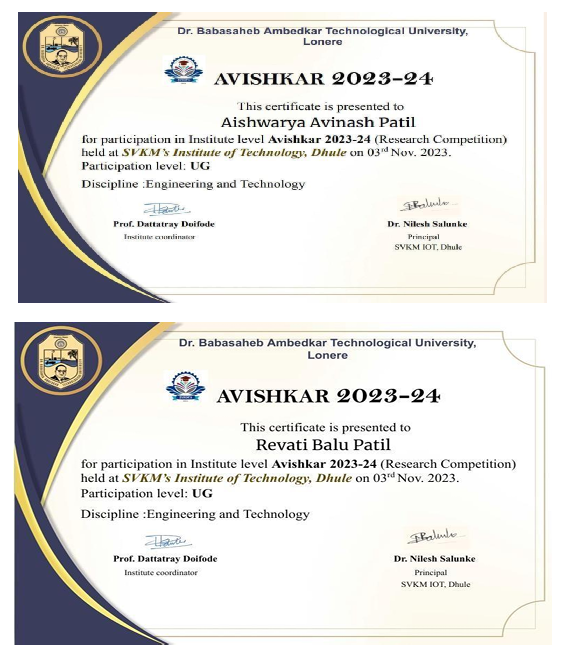 Dr. Babasaheb Ambedkar Technological University,
Lonere
AVISHKAR 2023-24
This certificate is presented to
Aishwarya Avinash Patil
for participation in Institute level Avishkar 2023-24 (Research Competition)
held at SVKM's Institute of Technology, Dhule on 03rd Nov. 2023.
Participation level: UG
Discipline :Engineering and Technology
Prof. Dattatray Doifode
Institute coordinator
Dr. Nilesh Salunke
Principal
SVKM IOT, Dhule
Dr. Babasaheb Ambedkar Technological University,
Lonere
AVISHKAR 2023-24
This certificate is presented to
Revati Balu Patil
for participation in Institute level Avishkar 2023-24 (Research Competition)
held at SVKM's Institute of Technology, Dhule on 03rd Nov. 2023.
Participation level: UG
Discipline :Engineering and Technology
Prof. Dattatray Doifode
Institute coordinator
Dr. Nilesh Salunke
Principal
SVKM IOT, Dhule